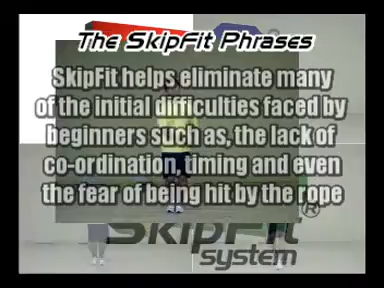 The SkipFit Phrases
SkipFit helps eliminate many
of the initial difficulties faced by
beginners such as, the lack of
co-ordination, timing and even
the fear of being hit by the rope
SkipFit®
system